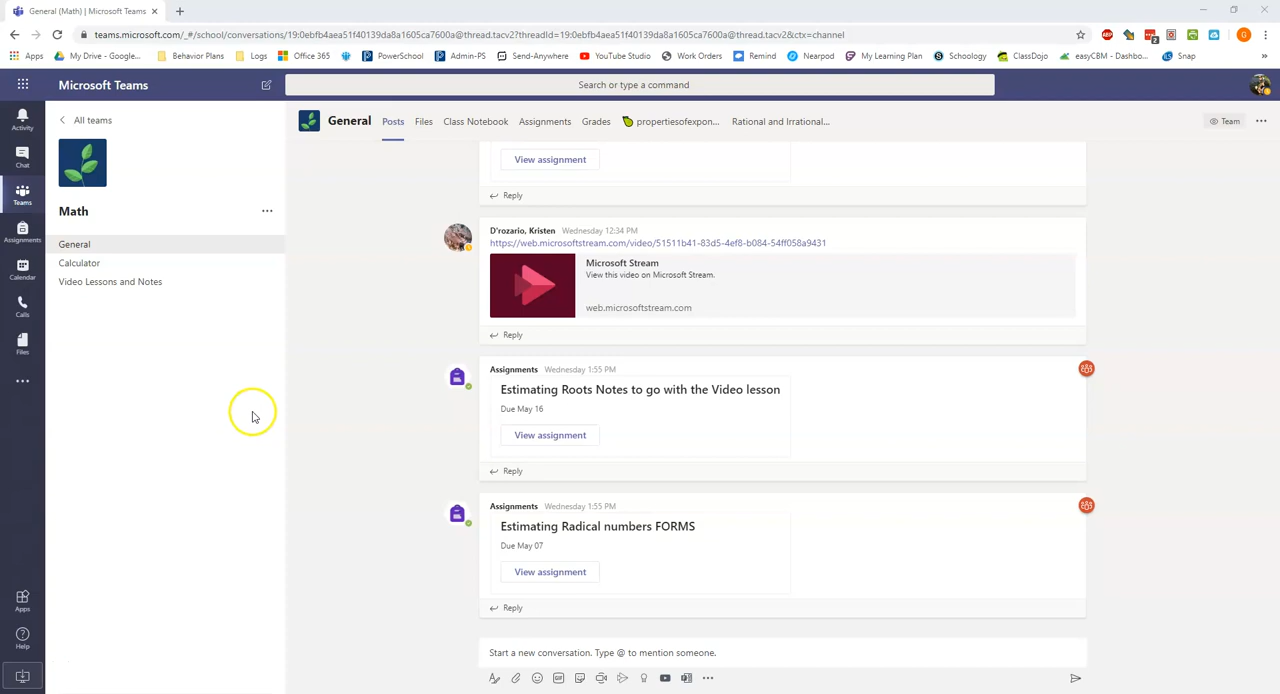 General (Math) | Microsoft Teams
teams.microsoft.com/_#/school/conversations/19:0ebfb4aea51f40139da8a1605ca7600a@thread.tacv2?threadId=19:0ebfb4aea51f40139da8a1605ca7600a@thread.tacv2&ctx=channel
ABP
2
G
Apps
My Drive - Google...
Behavior Plans
Logs
Office 365
PowerSchool
Admin-PS
Send-Anywhere
YouTube Studio
Work Orders
Remind
Nearpod
My Learning Plan
Schoology
ClassDojo
easyCBM - Dashbo...
Snap
Microsoft Teams
Search or type a command
Activity
Chat
Teams
Assignments
Calendar
Calls
Files
Apps
Help
All teams
Math
General
Calculator
Video Lessons and Notes
General
Posts
Files
Class Notebook
Assignments
Grades
propertiesofexpon...
Rational and Irrational...
Team
View assignment
Reply
D'rozario, Kristen Wednesday 12:34 PM
https://web.microsoftstream.com/video/51511b41-83d5-4ef8-b084-54ff058a9431
Microsoft Stream
View this video on Microsoft Stream.
web.microsoftstream.com
Reply
Assignments Wednesday 1:55 PM
Estimating Roots Notes to go with the Video lesson
Due May 16
View assignment
Reply
Assignments Wednesday 1:55 PM
Estimating Radical numbers FORMS
Due May 07
View assignment
Reply
Start a new conversation. Type @ to mention someone.
GIF